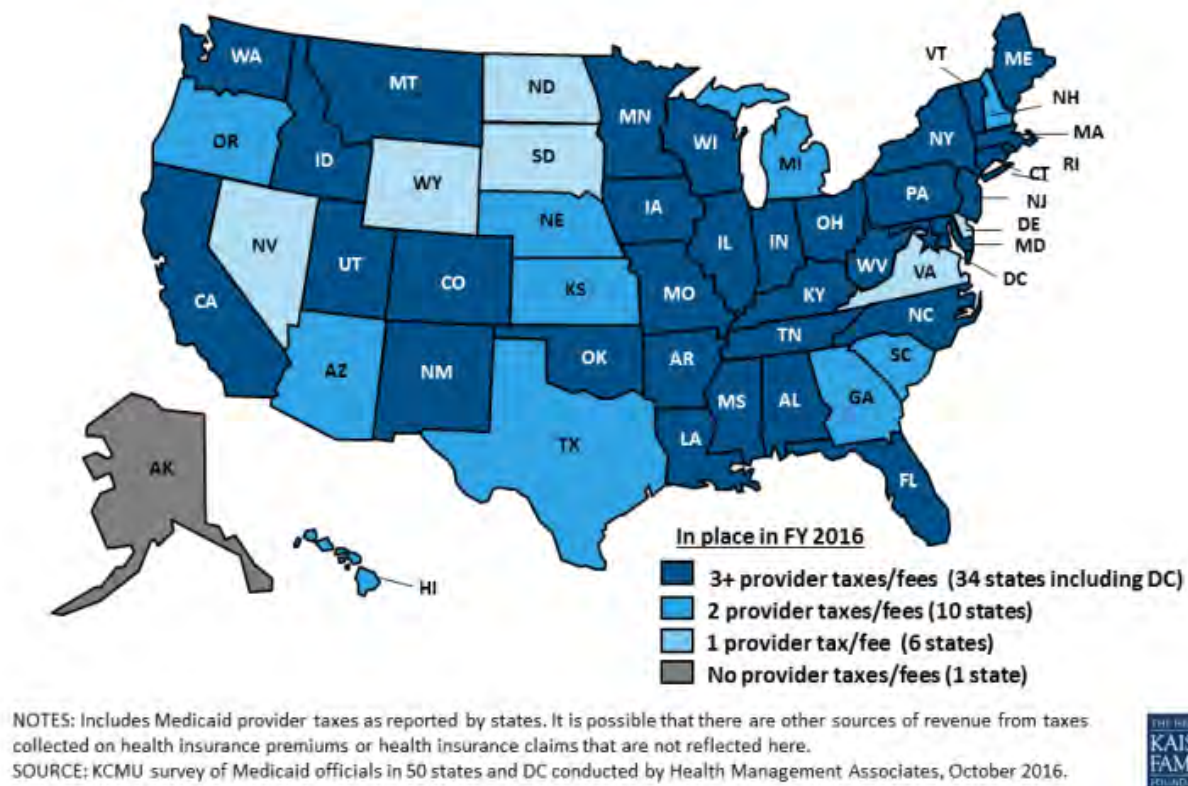 WA
MT
ND
MN
VT
ME
NH
OR
ID
SD
WI
MI
NY
MA
WY
RI
CT
NJ
IA
PA
NE
NV
UT
CO
IL
IN
OH
DE
MD
WV
VA
DC
CA
KS
MO
KY
NC
TN
AZ
NM
OK
AR
SC
MS
AL
GA
TX
LA
FL
AK
HI
In place in FY 2016
3+ provider taxes/fees (34 states including DC)
2 provider taxes/fees (10 states)
1 provider tax/fee (6 states)
No provider taxes/fees (1 state)
NOTES: Includes Medicaid provider taxes as reported by states. It is possible that there are other sources of revenue from taxes
collected on health insurance premiums or health insurance claims that are not reflected here.
SOURCE: KCMU survey of Medicaid officials in 50 states and DC conducted by Health Management Associates, October 2016.